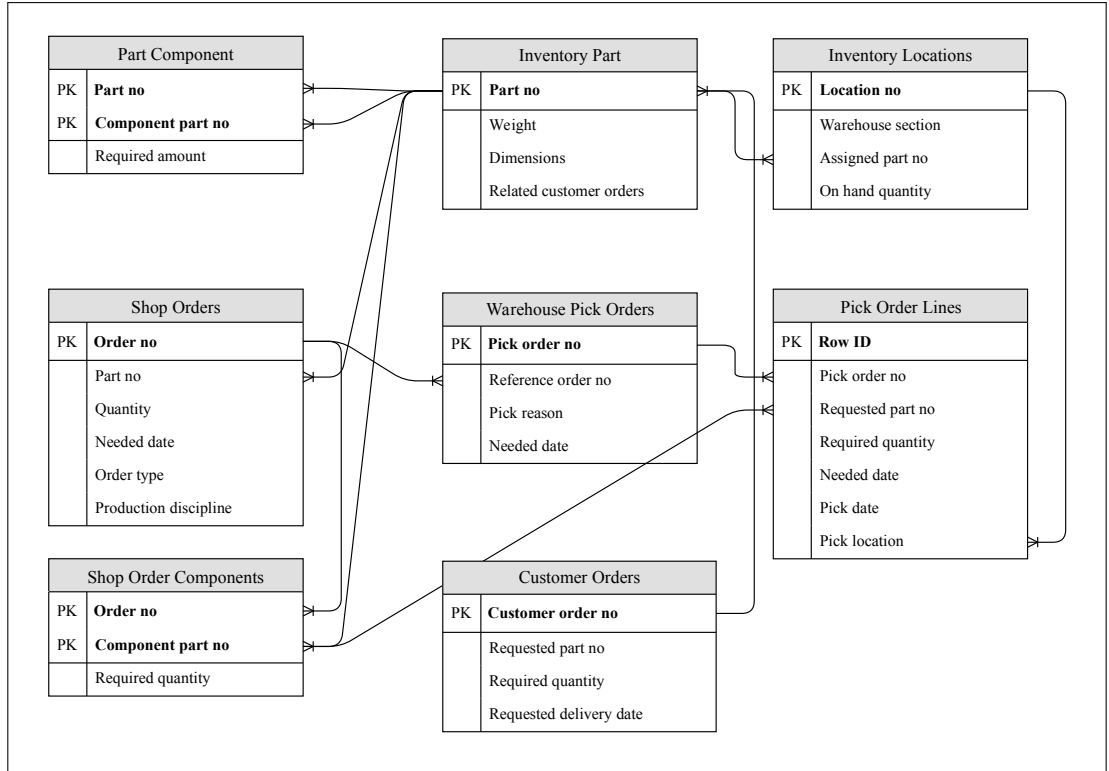 Part Component
PK Part no
PK Component part no
Required amount
Inventory Part
PK Part no
Weight
Dimensions
Related customer orders
Inventory Locations
PK Location no
Warehouse section
Assigned part no
On hand quantity
Shop Orders
PK Order no
Part no
Quantity
Needed date
Order type
Production discipline
Warehouse Pick Orders
PK Pick order no
Reference order no
Pick reason
Needed date
Pick Order Lines
PK Row ID
Pick order no
Requested part no
Required quantity
Needed date
Pick date
Pick location
Shop Order Components
PK Order no
PK Component part no
Required quantity
Customer Orders
PK Customer order no
Requested part no
Required quantity
Requested delivery date